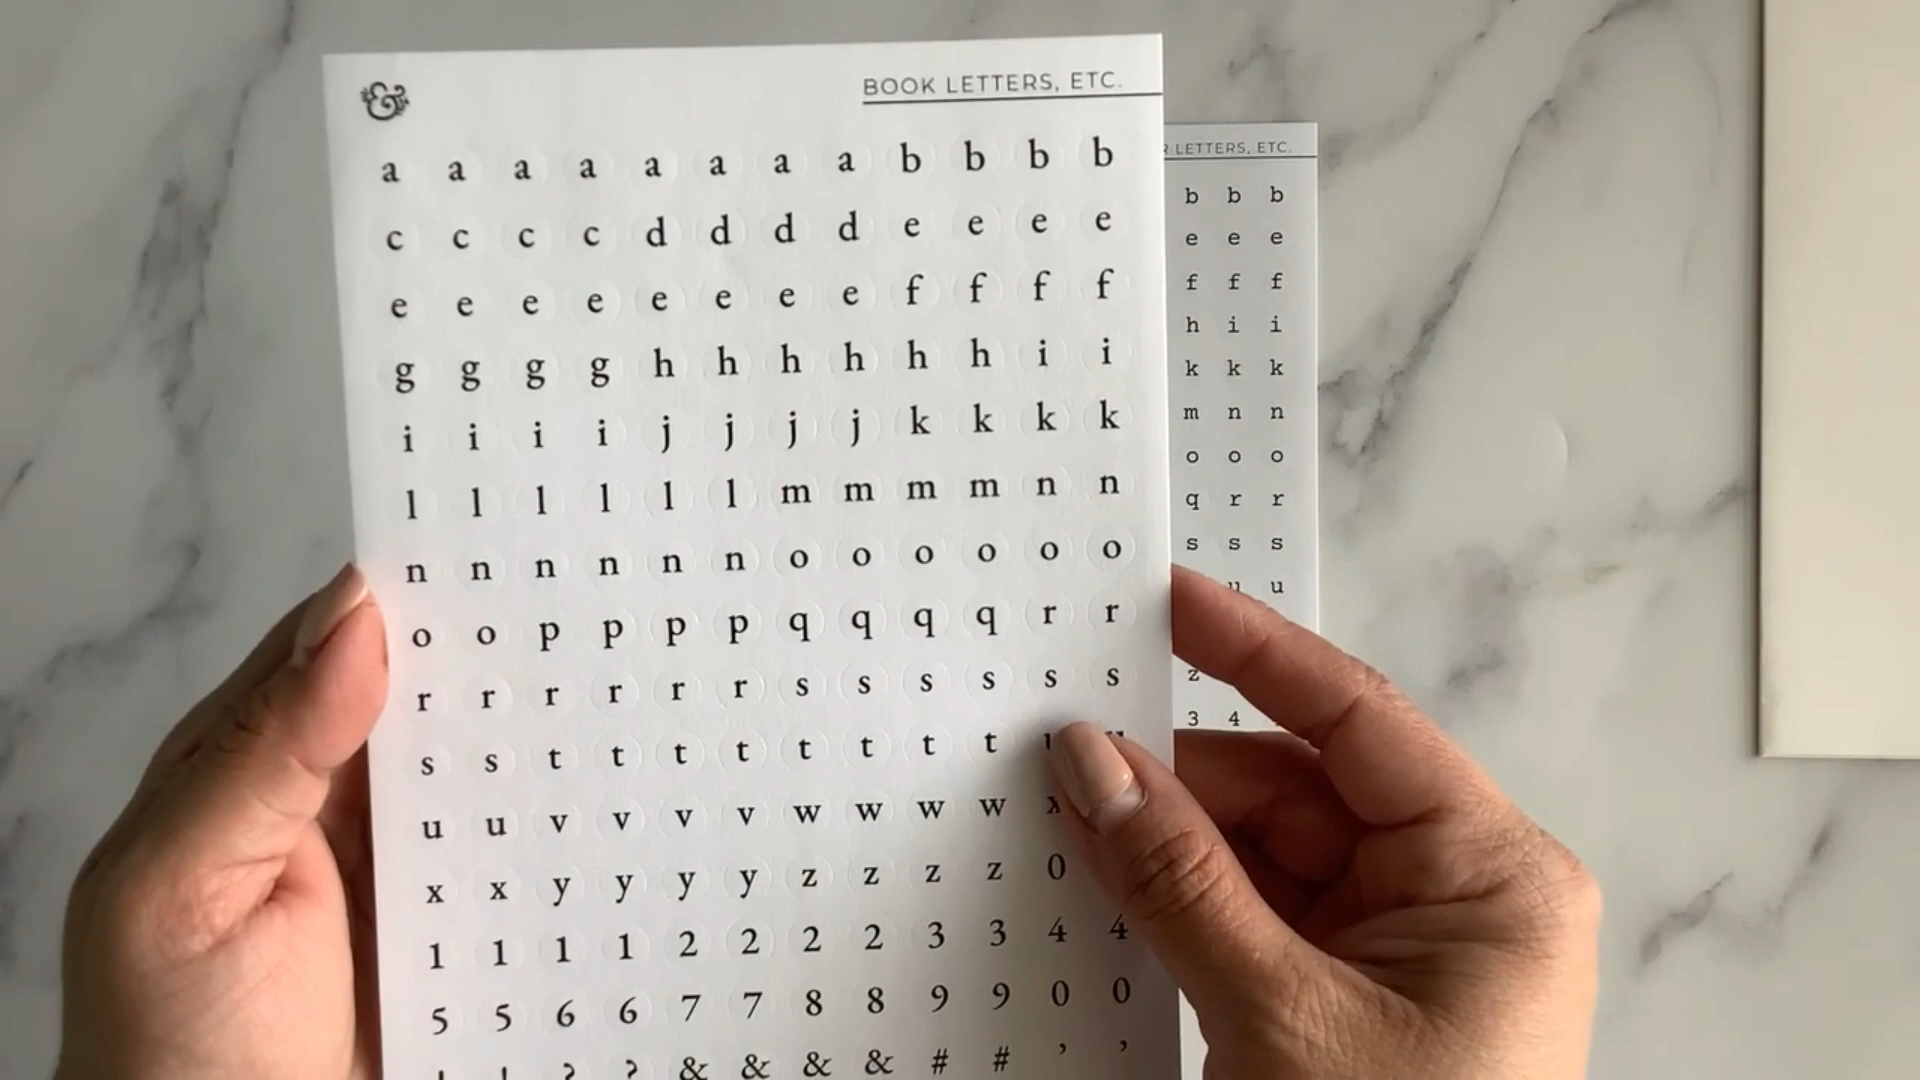 &
BOOK LETTERS, ETC.
a a a a a a a a b b b b
c c c c d d d d e e e e
e e e e e e e e f f f f
g g g g h h h h h h i i
i i i i j j j j k k k k
l l l l l l m m m m n n
n n n n n n o o o o o o
o o p p p p q q q q r r
r r r r r r s s s s s s
s s t t t t t t t t
u u v v v v w w w w x
x x y y y y z z z z 0
1 1 1 1 2 2 2 2 3 3 4 4
5 5 6 6 7 7 8 8 9 9 0 0
! ! ? ? & & & & # # ’ ’
LETTERS, ETC.
b b b
e e e
f f f
h i i
k k k
m n n
o o o
q r r
s s s
u u
z
3 4